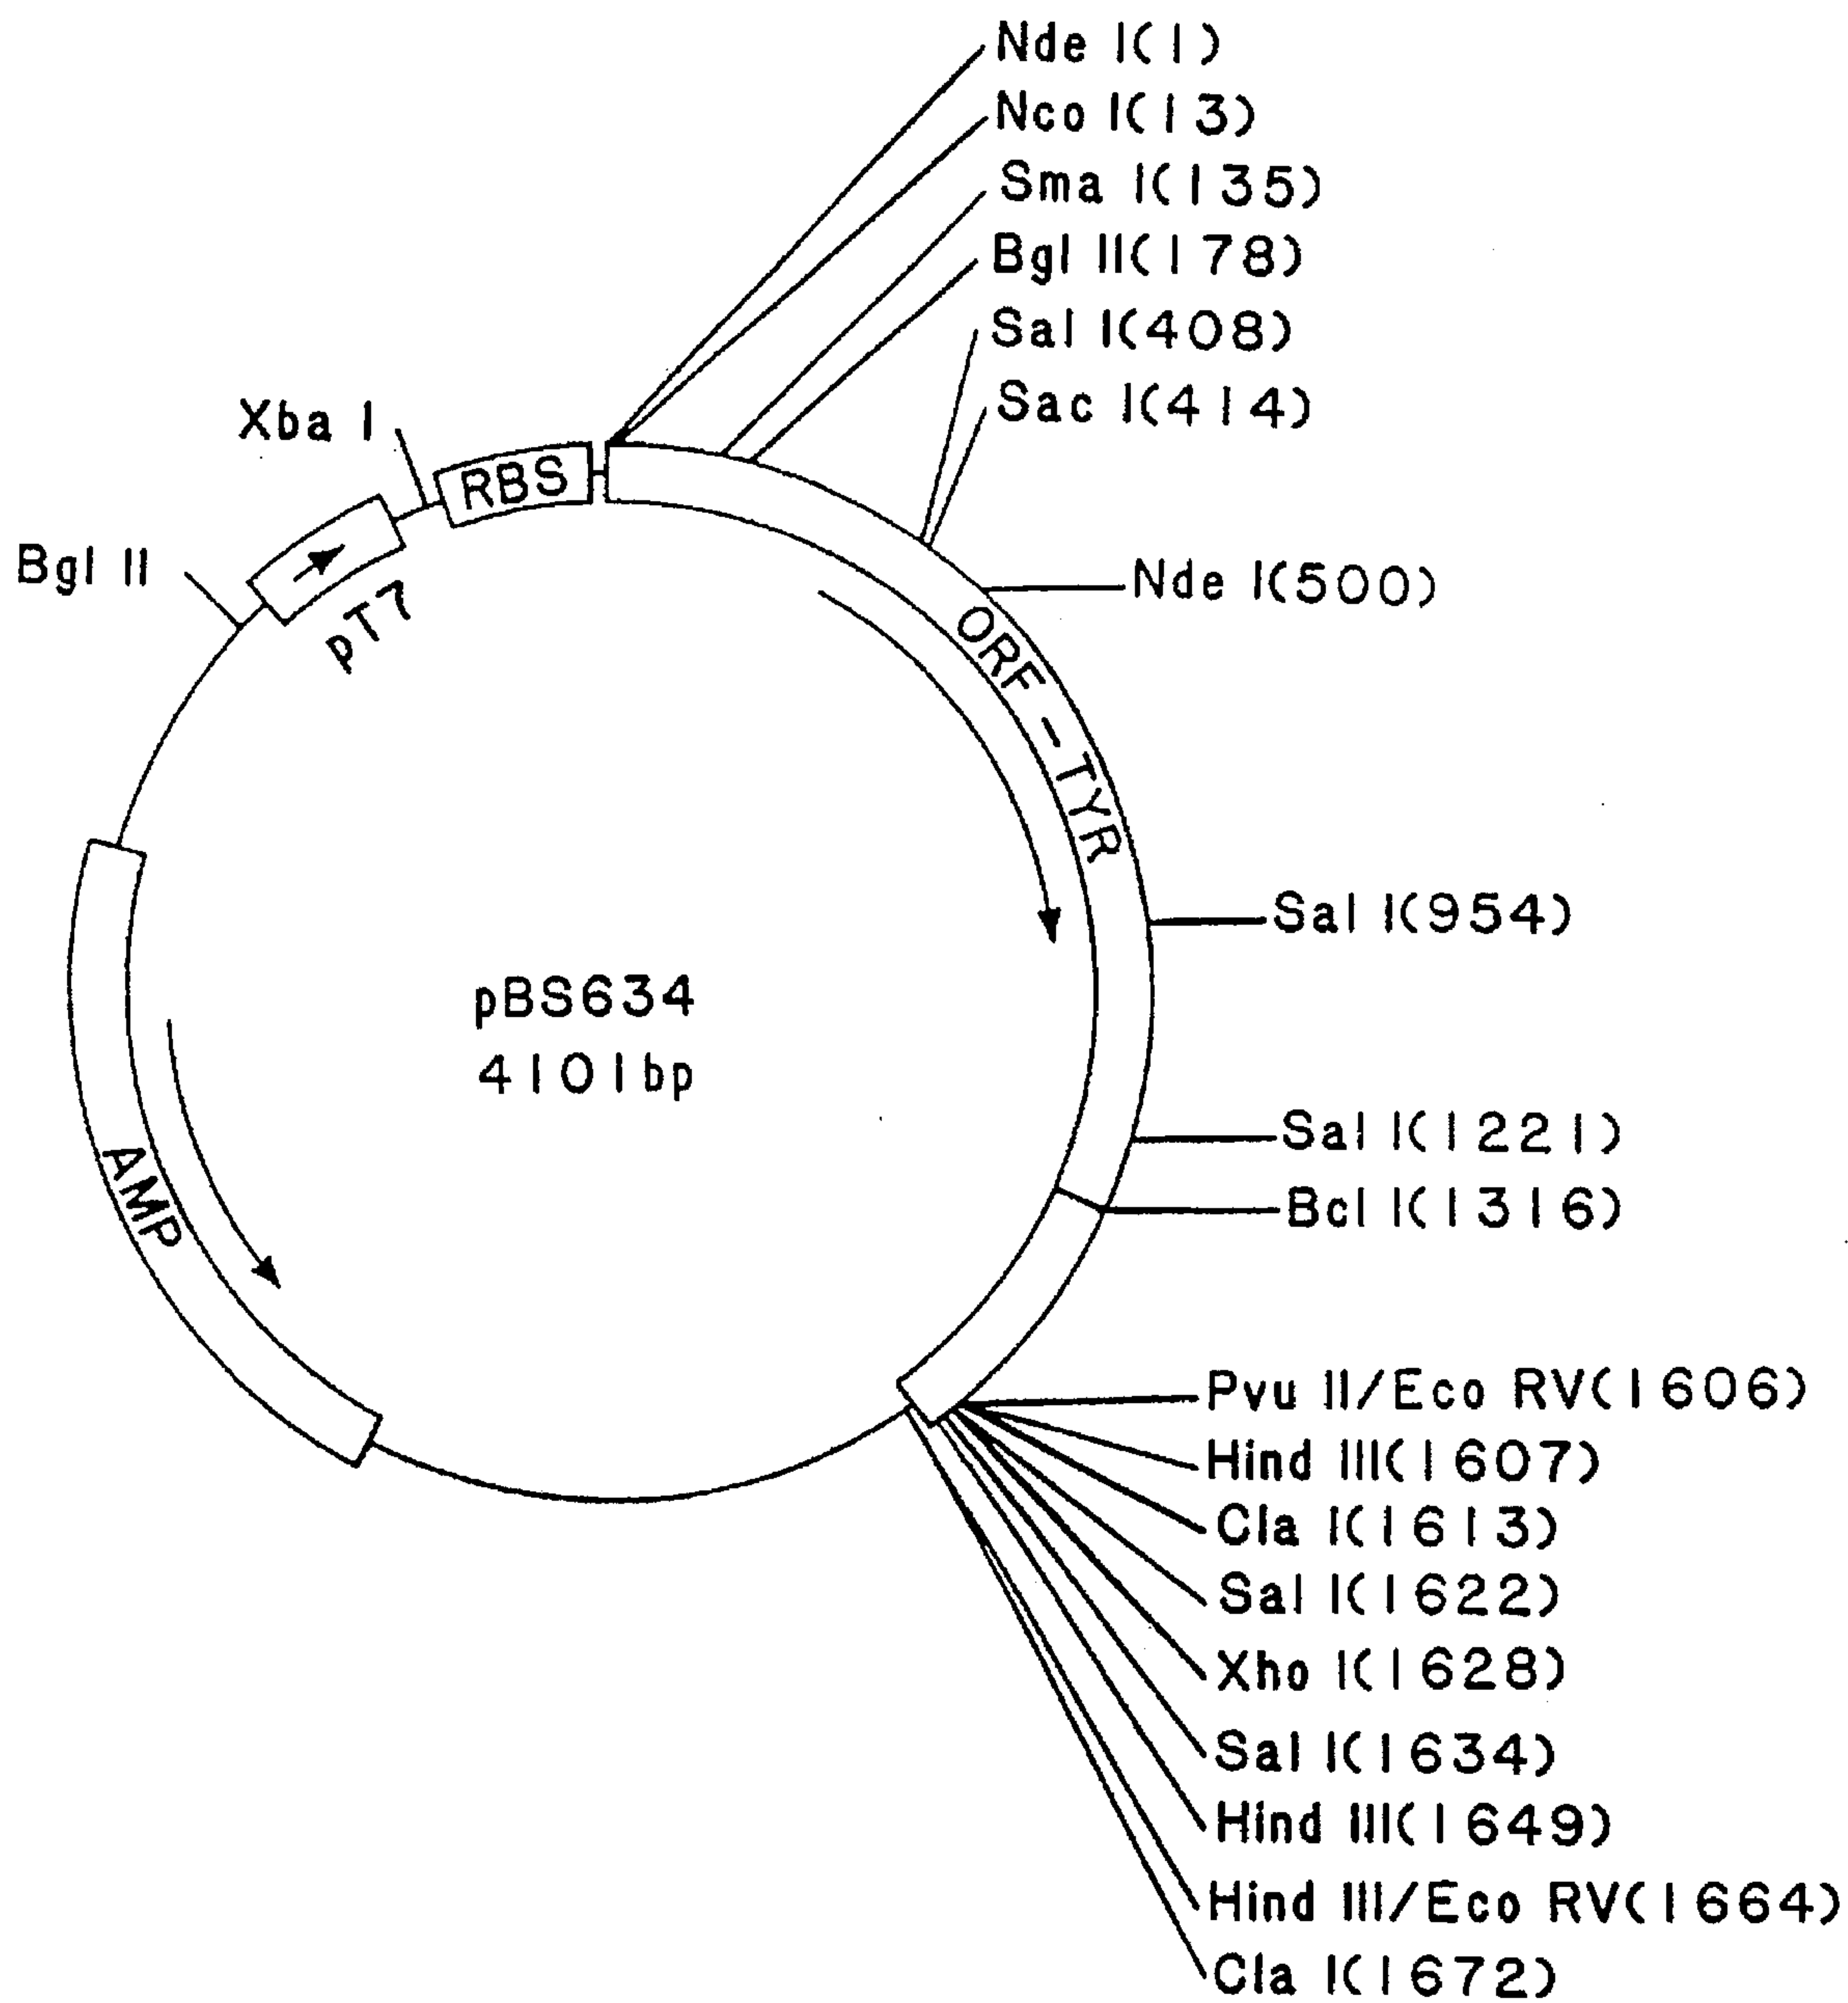 Nde I(1)
Nco I(13)
Sma I(135)
Bgl II(178)
Sal I(408)
Sac I(414)
Xba I
RBS
Bgl II
pT7
Nde I(500)
ORF-TYR
Sal I(954)
pBS634
4101bp
AMP
Sal I(1221)
Bcl I(1316)
Pvu II/Eco RV(1606)
Hind III(1607)
Cla I(1613)
Sal I(1622)
Xho I(1628)
Sal I(1634)
Hind III(1649)
Hind III/Eco RV(1664)
Cla I(1672)